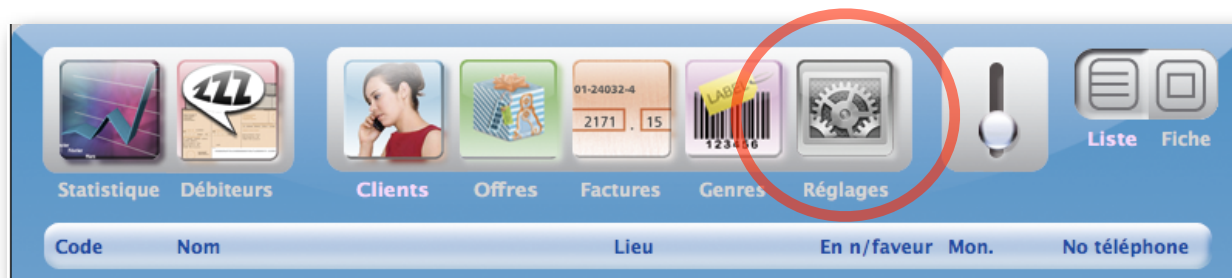 ZZZ
01-24032-4
LABEL
2171 . 15
123456
Liste Fiche
Statistique Débiteurs Clients Offres Factures Genres Réglages
Code Nom Lieu En n/faveur Mon. No téléphone